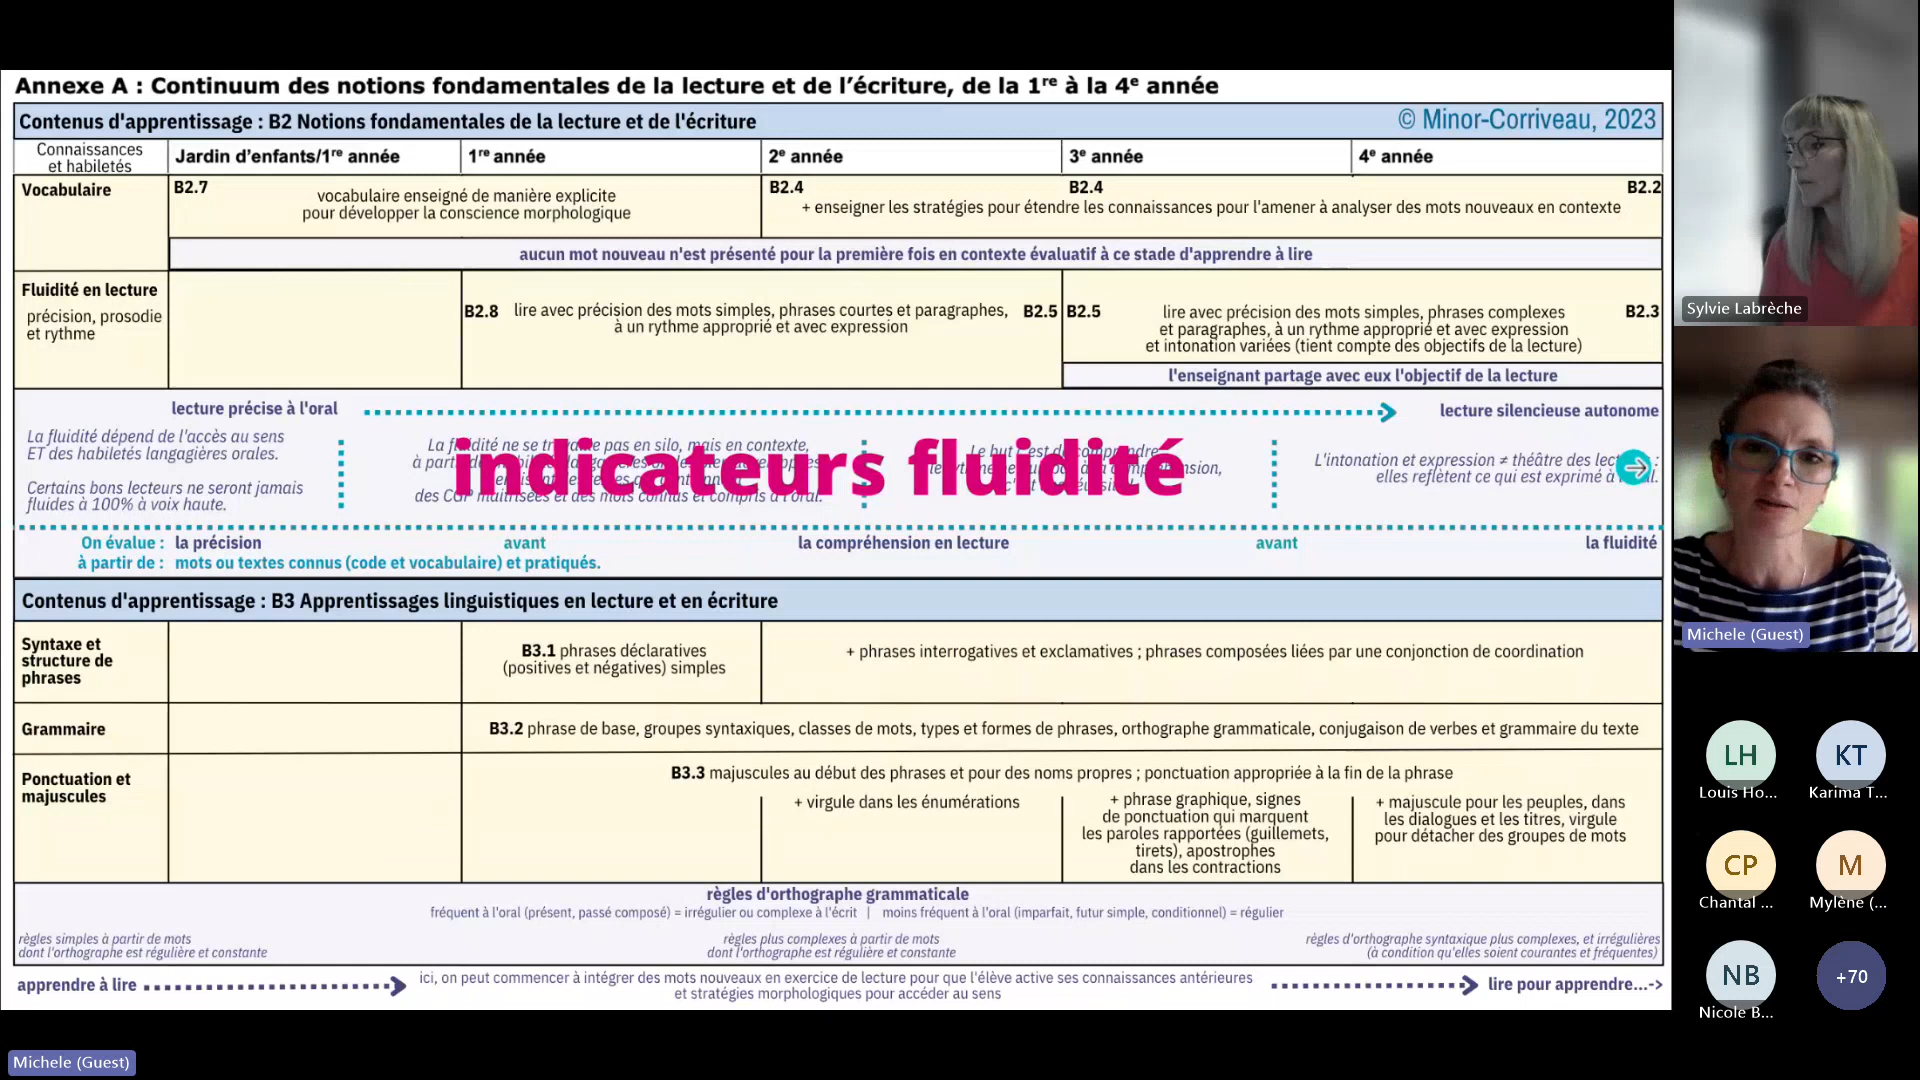 Annexe A : Continuum des notions fondamentales de la lecture et de l'écriture, de la 1re à la 4e année
Contenus d'apprentissage : B2 Notions fondamentales de la lecture et de l'écriture
© Minor-Corriveau, 2023
Connaissances
et habiletés
Jardin d'enfants/1re année
1re année
2e année
3e année
4e année
Vocabulaire
B2.7
vocabulaire enseigné de manière explicite
pour développer la conscience morphologique
B2.4
B2.4
B2.2
+ enseigner les stratégies pour étendre les connaissances pour l'amener à analyser des mots nouveaux en contexte
aucun mot nouveau n'est présenté pour la première fois en contexte évaluatif à ce stade d'apprendre à lire
Fluidité en lecture
précision, prosodie
et rythme
B2.8
lire avec précision des mots simples, phrases courtes et paragraphes,
à un rythme approprié et avec expression
B2.5
B2.5
lire avec précision des mots simples, phrases complexes
et paragraphes, à un rythme approprié et avec expression
et intonation variées (tient compte des objectifs de la lecture)
B2.3
l'enseignant partage avec eux l'objectif de la lecture
lecture précise à l'oral
lecture silencieuse autonome
La fluidité dépend de l'accès au sens
ET des habiletés langagières orales.
Certains bons lecteurs ne seront jamais
fluides à 100% à voix haute.
La fluidité ne se pas en silo, mais en contexte,
à
des mots connus et compris à l'oral.
Le but c'est de comprendre
compréhension,
indicateurs fluidité
L'intonation et expression ≠ théâtre des
elles reflètent ce qui est exprimé à
On évalue : la précision
avant
la compréhension en lecture
avant
la fluidité
à partir de : mots ou textes connus (code et vocabulaire) et pratiqués.
Contenus d'apprentissage : B3 Apprentissages linguistiques en lecture et en écriture
Syntaxe et
structure de
phrases
B3.1 phrases déclaratives
(positives et négatives) simples
+ phrases interrogatives et exclamatives ; phrases composées liées par une conjonction de coordination
Grammaire
B3.2 phrase de base, groupes syntaxiques, classes de mots, types et formes de phrases, orthographe grammaticale, conjugaison de verbes et grammaire du texte
Ponctuation et
majuscules
B3.3 majuscules au début des phrases et pour des noms propres ; ponctuation appropriée à la fin de la phrase
+ virgule dans les énumérations
+ phrase graphique, signes
de ponctuation qui marquent
les paroles rapportées (guillemets,
tirets), apostrophes
dans les contractions
+ majuscule pour les peuples, dans
les dialogues et les titres, virgule
pour détacher des groupes de mots
règles d'orthographe grammaticale
fréquent à l'oral (présent, passé composé) = irrégulier ou complexe à l'écrit | moins fréquent à l'oral (imparfait, futur simple, conditionnel) = régulier
règles simples à partir de mots
dont l'orthographe est régulière et constante
règles plus complexes à partir de mots
dont l'orthographe est régulière et constante
règles d'orthographe syntaxique plus complexes, et irrégulières
(à condition qu'elles soient courantes et fréquentes)
apprendre à lire
ici, on peut commencer à intégrer des mots nouveaux en exercice de lecture pour que l'élève active ses connaissances antérieures
et stratégies morphologiques pour accéder au sens
lire pour apprendre...->
Sylvie Labrèche
Michele (Guest)
LH
Louis Ho...
KT
Karima T...
CP
Chantal ...
M
Mylène (...
NB
Nicole B...
+70
Michele (Guest)